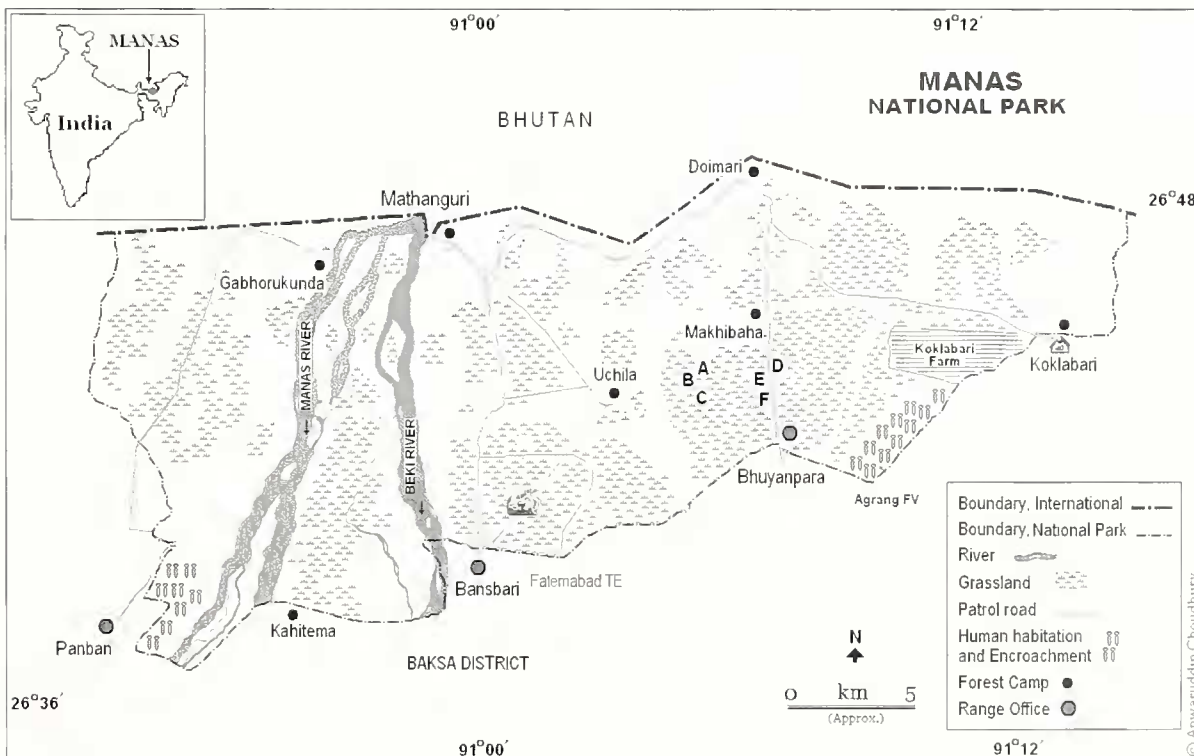 91°00'
91°12'
MANAS
India
MANAS
NATIONAL PARK
BHUTAN
Doimari
26°48
Mathanguri
Gabhorukunda
MANAS RIVER
BEKI RIVER
Makhibaha
Uchila
A
B
C
D
E
F
Koklabari
Farm
Koklabari
Bhuyanpara
Agrang FV
Bansbari
Fatemabad TE
Kahitema
Panban
BAKSA DISTRICT
26°36'
N
0 km 5
(Approx.)
Boundary, International
Boundary, National Park
River
Grassland
Patrol road
Human habitation
and Encroachment
Forest Camp
Range Office
©Anwaruddin Choudhury
91°00'
91°12'